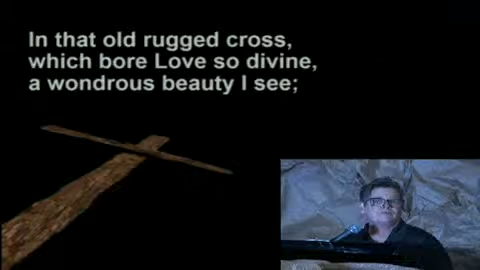 In that old rugged cross,
which bore Love so divine,
a wondrous beauty I see;